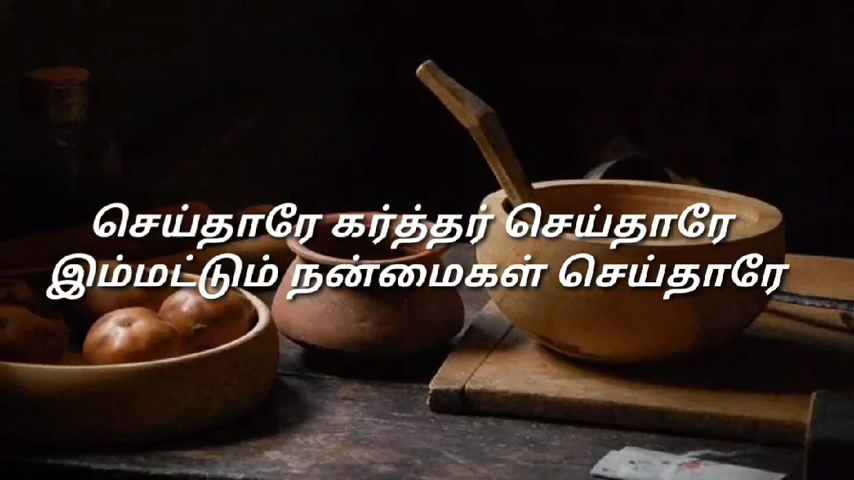 செய்தாரே கர்த்தர் செய்தாரே
இம்மட்டும் நன்மைகள் செய்தாரே